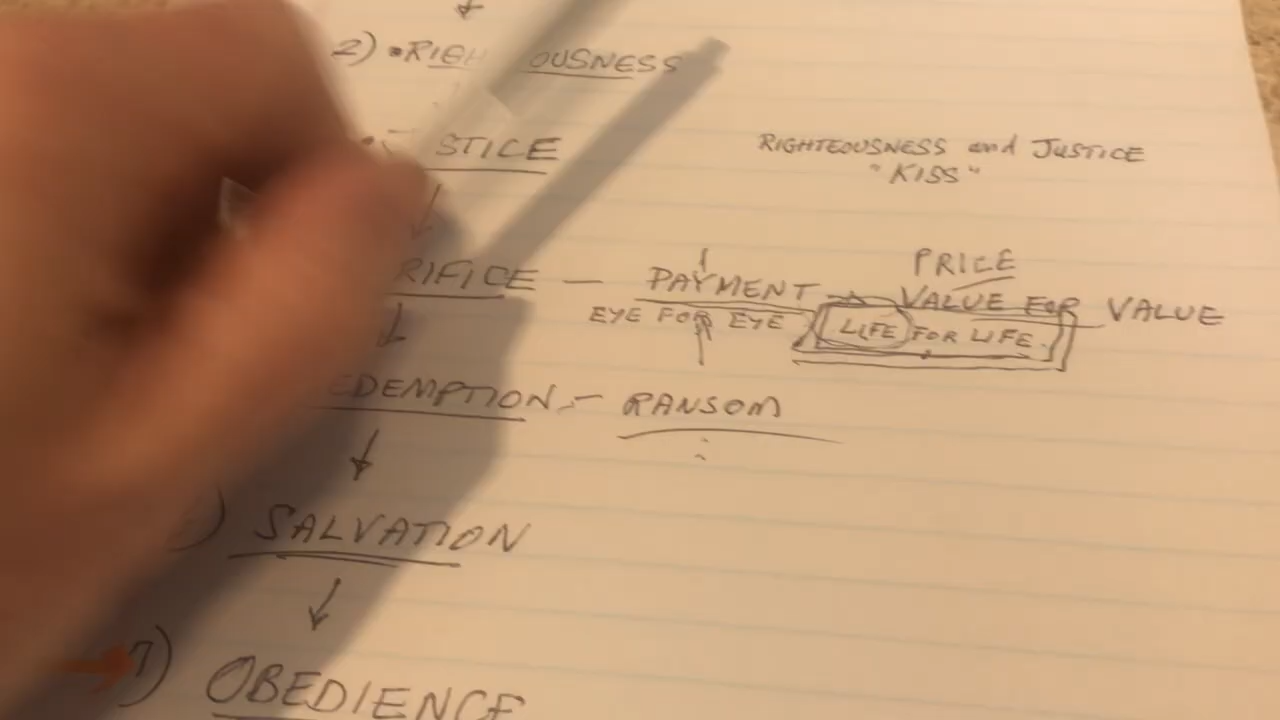 2) • RIGH OUSNESS
STICE
RIGHTEOUSNESS and JUSTICE
"KISS"
RIFICE — PAYMENT
PRICE
VALUE FOR VALUE
EYE FOR EYE
LIFE FOR LIFE.
EDEMPTION — RANSOM
) SALVATION
7) OBEDIENCE